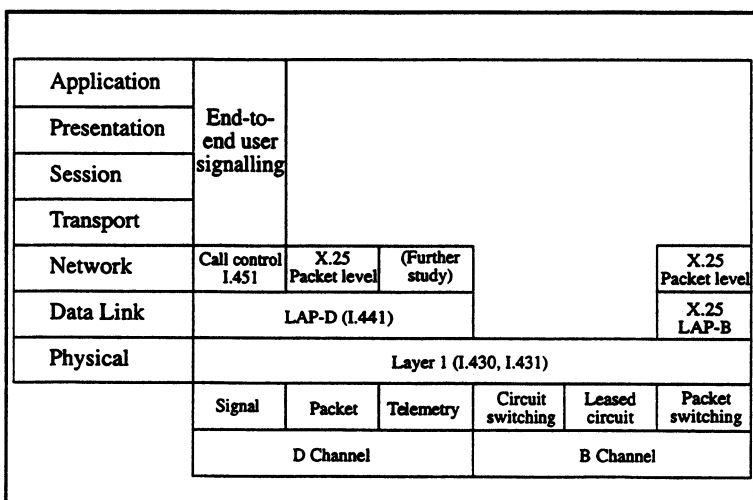 Application
Presentation
Session
Transport
Network
Data Link
Physical
End-to-
end user
signalling
Call control
I.451
X.25
Packet level
(Further
study)
X.25
Packet level
LAP-D (I.441)
X.25
LAP-B
Layer 1 (I.430, I.431)
Signal
Packet
Telemetry
Circuit
switching
Leased
circuit
Packet
switching
D Channel
B Channel